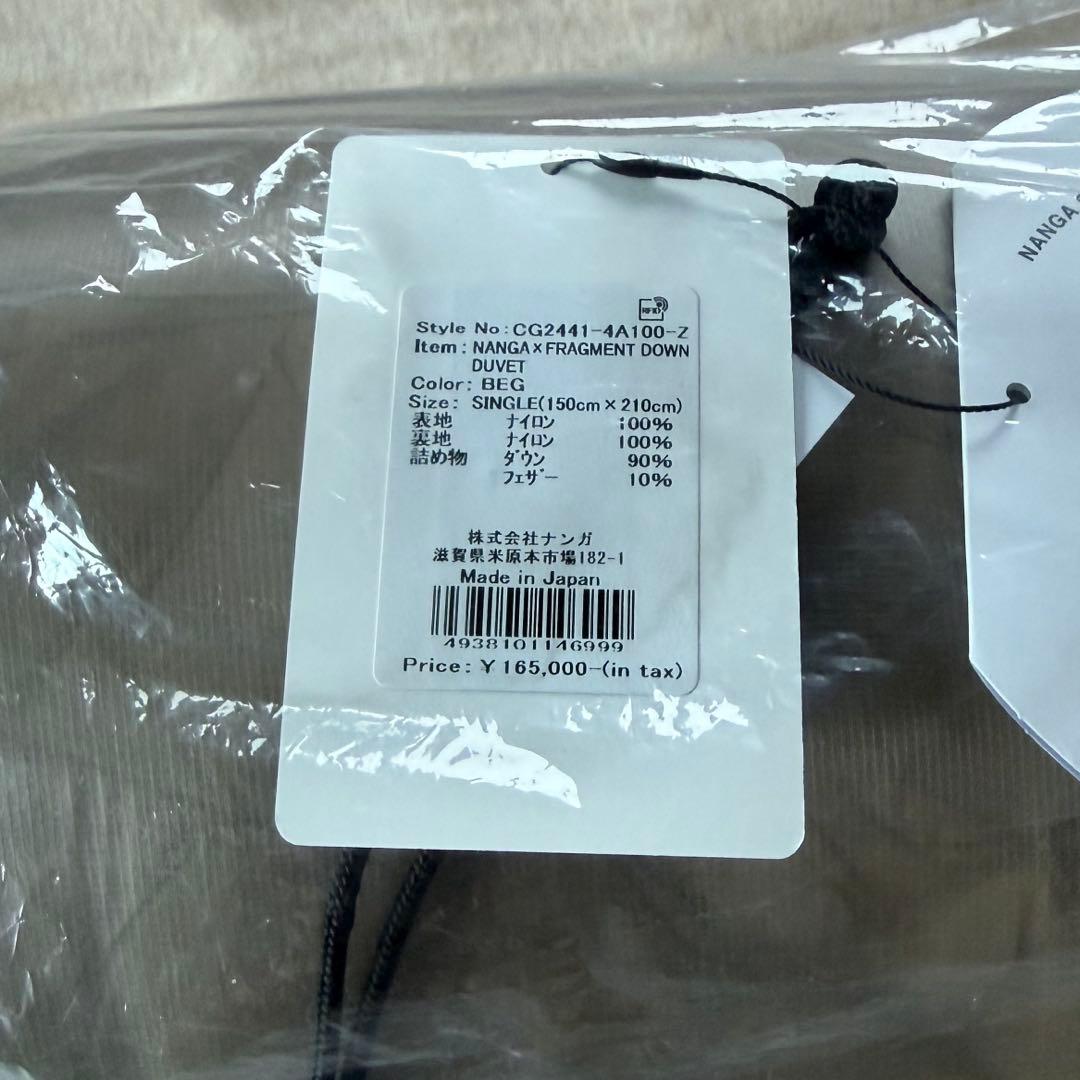 RFID
Style No:CG2441-4A100-Z
Item: NANGA×FRAGMENT DOWN
DUVET
Color: BEG
Size: SINGLE(150cm×210cm)
表地 ナイロン 100%
裏地 ナイロン 100%
詰め物 ダウン 90%
フェザー 10%
株式会社ナンガ
滋賀県米原本市場182-1
Made in Japan
4938101146999
Price: ¥165,000-(in tax)
NANGA